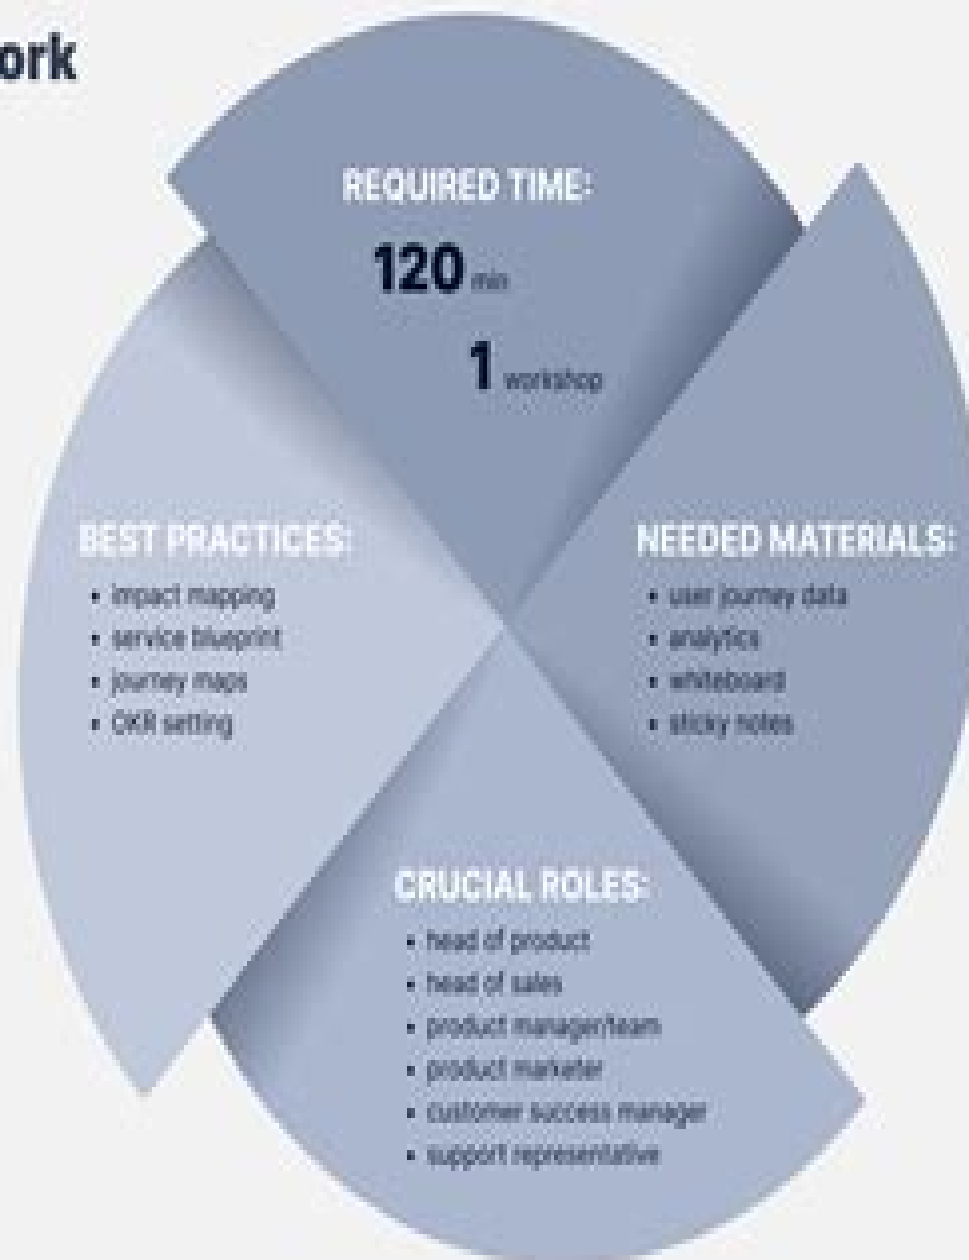 ork
REQUIRED TIME:
120 min
1 workshop
BEST PRACTICES:
• impact mapping
• service blueprint
• journey maps
• OKR setting
NEEDED MATERIALS:
• user journey data
• analytics
• whiteboard
• sticky notes
CRUCIAL ROLES:
• head of product
• head of sales
• product manager/team
• product marketer
• customer success manager
• support representative